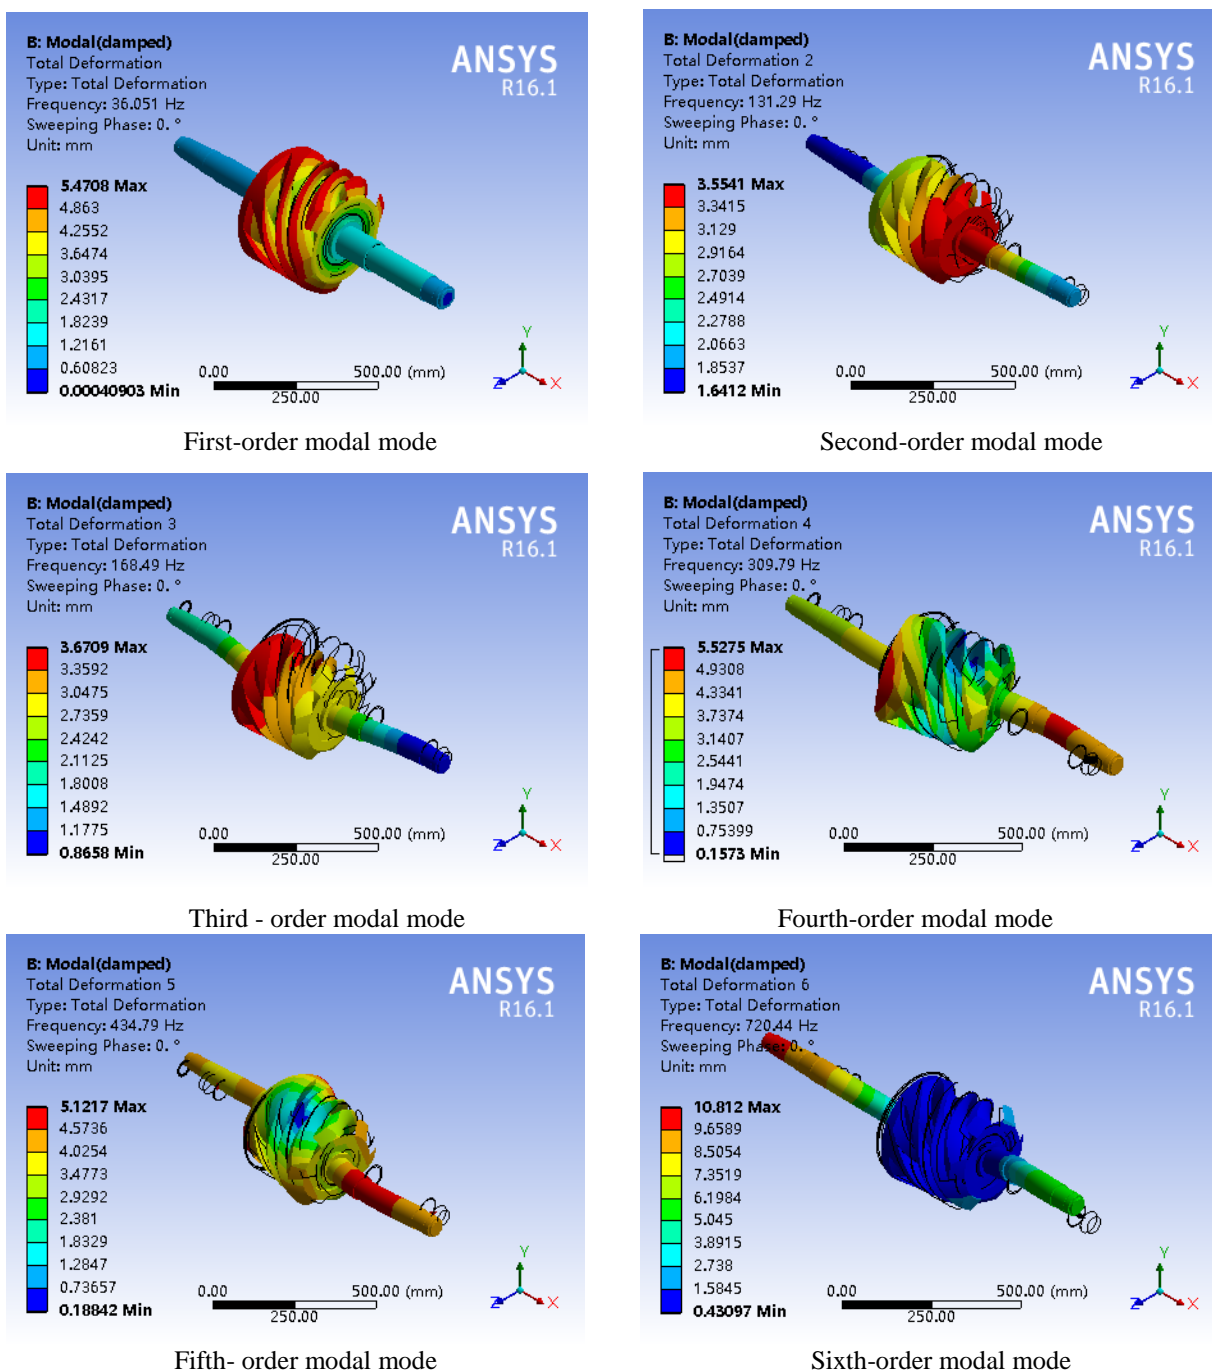 B: Modal(damped)
Total Deformation
Type: Total Deformation
Frequency: 36.051 Hz
Sweeping Phase: 0. °
Unit: mm
ANSYS
R16.1
5.4708 Max
4.863
4.2552
3.6474
3.0395
2.4317
1.8239
1.2161
0.60823
0.00040903 Min
0.00
500.00 (mm)
250.00
Y
Z
X
First-order modal mode
B: Modal(damped)
Total Deformation 2
Type: Total Deformation
Frequency: 131.29 Hz
Sweeping Phase: 0. °
Unit: mm
ANSYS
R16.1
3.5541 Max
3.3415
3.129
2.9164
2.7039
2.4914
2.2788
2.0663
1.8537
1.6412 Min
0.00
500.00 (mm)
250.00
Y
Z
X
Second-order modal mode
B: Modal(damped)
Total Deformation 3
Type: Total Deformation
Frequency: 168.49 Hz
Sweeping Phase: 0. °
Unit: mm
ANSYS
R16.1
3.6709 Max
3.3592
3.0475
2.7359
2.4242
2.1125
1.8008
1.4892
1.1775
0.8658 Min
0.00
500.00 (mm)
250.00
Y
Z
X
Third - order modal mode
B: Modal(damped)
Total Deformation 4
Type: Total Deformation
Frequency: 309.79 Hz
Sweeping Phase: 0. °
Unit: mm
ANSYS
R16.1
5.5275 Max
4.9308
4.3341
3.7374
3.1407
2.5441
1.9474
1.3507
0.75399
0.1573 Min
0.00
500.00 (mm)
250.00
Y
Z
X
Fourth-order modal mode
B: Modal(damped)
Total Deformation 5
Type: Total Deformation
Frequency: 434.79 Hz
Sweeping Phase: 0. °
Unit: mm
ANSYS
R16.1
5.1217 Max
4.5736
4.0254
3.4773
2.9292
2.381
1.8329
1.2847
0.73657
0.18842 Min
0.00
500.00 (mm)
250.00
Y
Z
X
Fifth- order modal mode
B: Modal(damped)
Total Deformation 6
Type: Total Deformation
Frequency: 720.44 Hz
Sweeping Phase: 0. °
Unit: mm
ANSYS
R16.1
10.812 Max
9.6589
8.5054
7.3519
6.1984
5.045
3.8915
2.738
1.5845
0.43097 Min
0.00
500.00 (mm)
250.00
Y
Z
X
Sixth-order modal mode